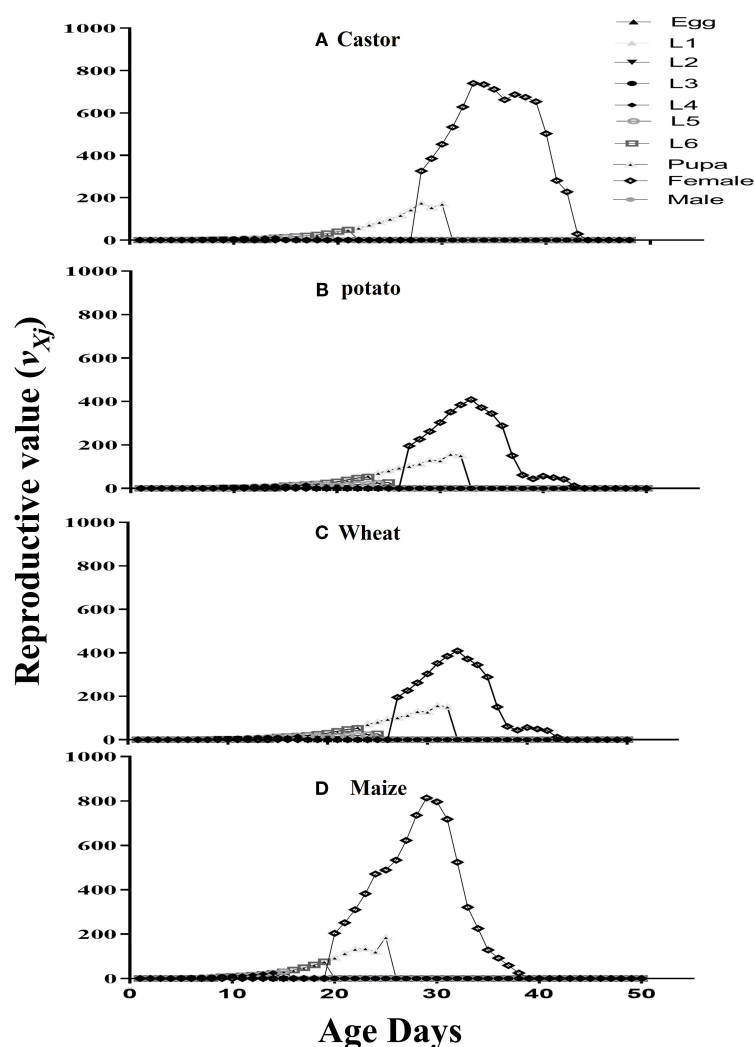 A Castor
1000
800
600
400
200
0
Egg
L1
L2
L3
L4
L5
L6
Pupa
Female
Male
B potato
1000
800
600
400
200
0
C Wheat
1000
800
600
400
200
0
D Maize
1000
800
600
400
200
0
0 10 20 30 40 50
Reproductive value (vXj)
Age Days